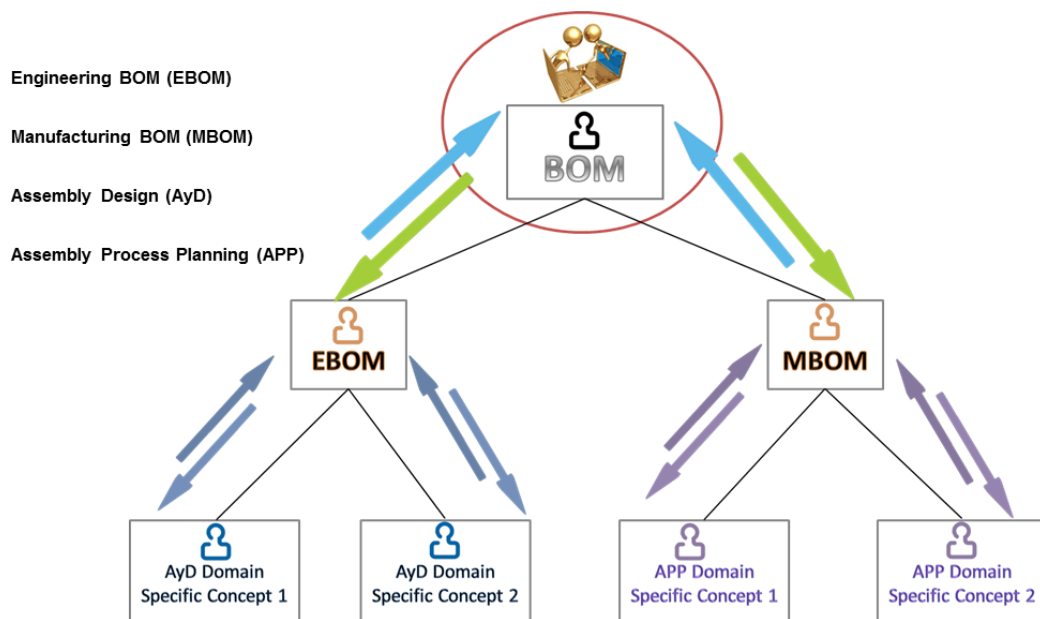 Engineering BOM (EBOM)
Manufacturing BOM (MBOM)
Assembly Design (AyD)
Assembly Process Planning (APP)
BOM
EBOM
MBOM
AyD Domain
Specific Concept 1
AyD Domain
Specific Concept 2
APP Domain
Specific Concept 1
APP Domain
Specific Concept 2